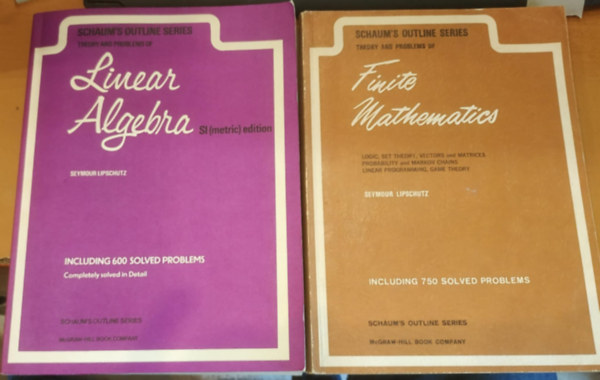 SCHAUM'S OUTLINE SERIES
THEORY AND PROBLEMS OF
Linear
Algebra SI (metric) edition
SEYMOUR LIPSCHUTZ
INCLUDING 600 SOLVED PROBLEMS
Completely solved in Detail
SCHAUM'S OUTLINE SERIES
McGRAW-HILL BOOK COMPANY
SCHAUM'S OUTLINE SERIES
THEORY AND PROBLEMS OF
Finite
Mathematics
LOGIC, SET THEORY, VECTORS and MATRICES
PROBABILITY and MARKOV CHAINS
LINEAR PROGRAMMING, GAME THEORY
SEYMOUR LIPSCHUTZ
INCLUDING 750 SOLVED PROBLEMS
SCHAUM'S OUTLINE SERIES
McGRAW-HILL BOOK COMPANY